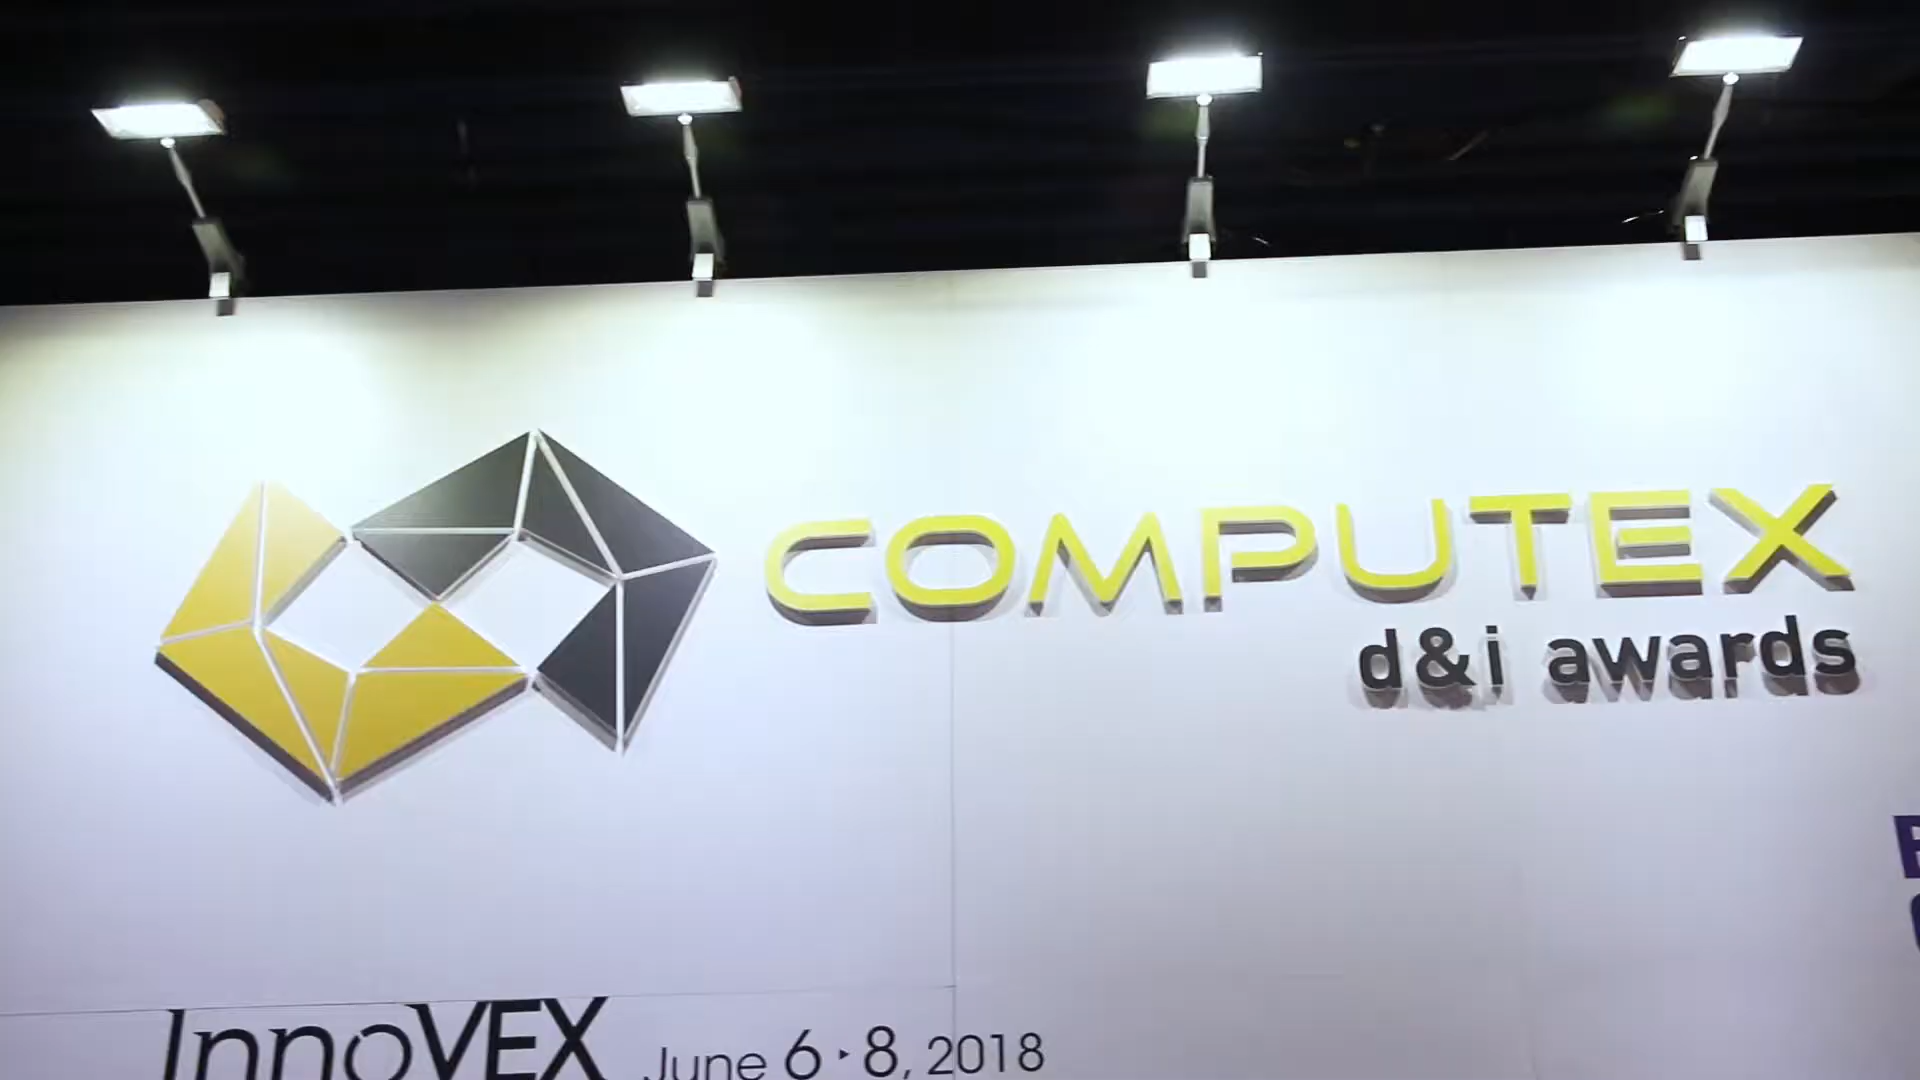 COMPUTEX
d&i awards
InnoVEX June 6▸8, 2018